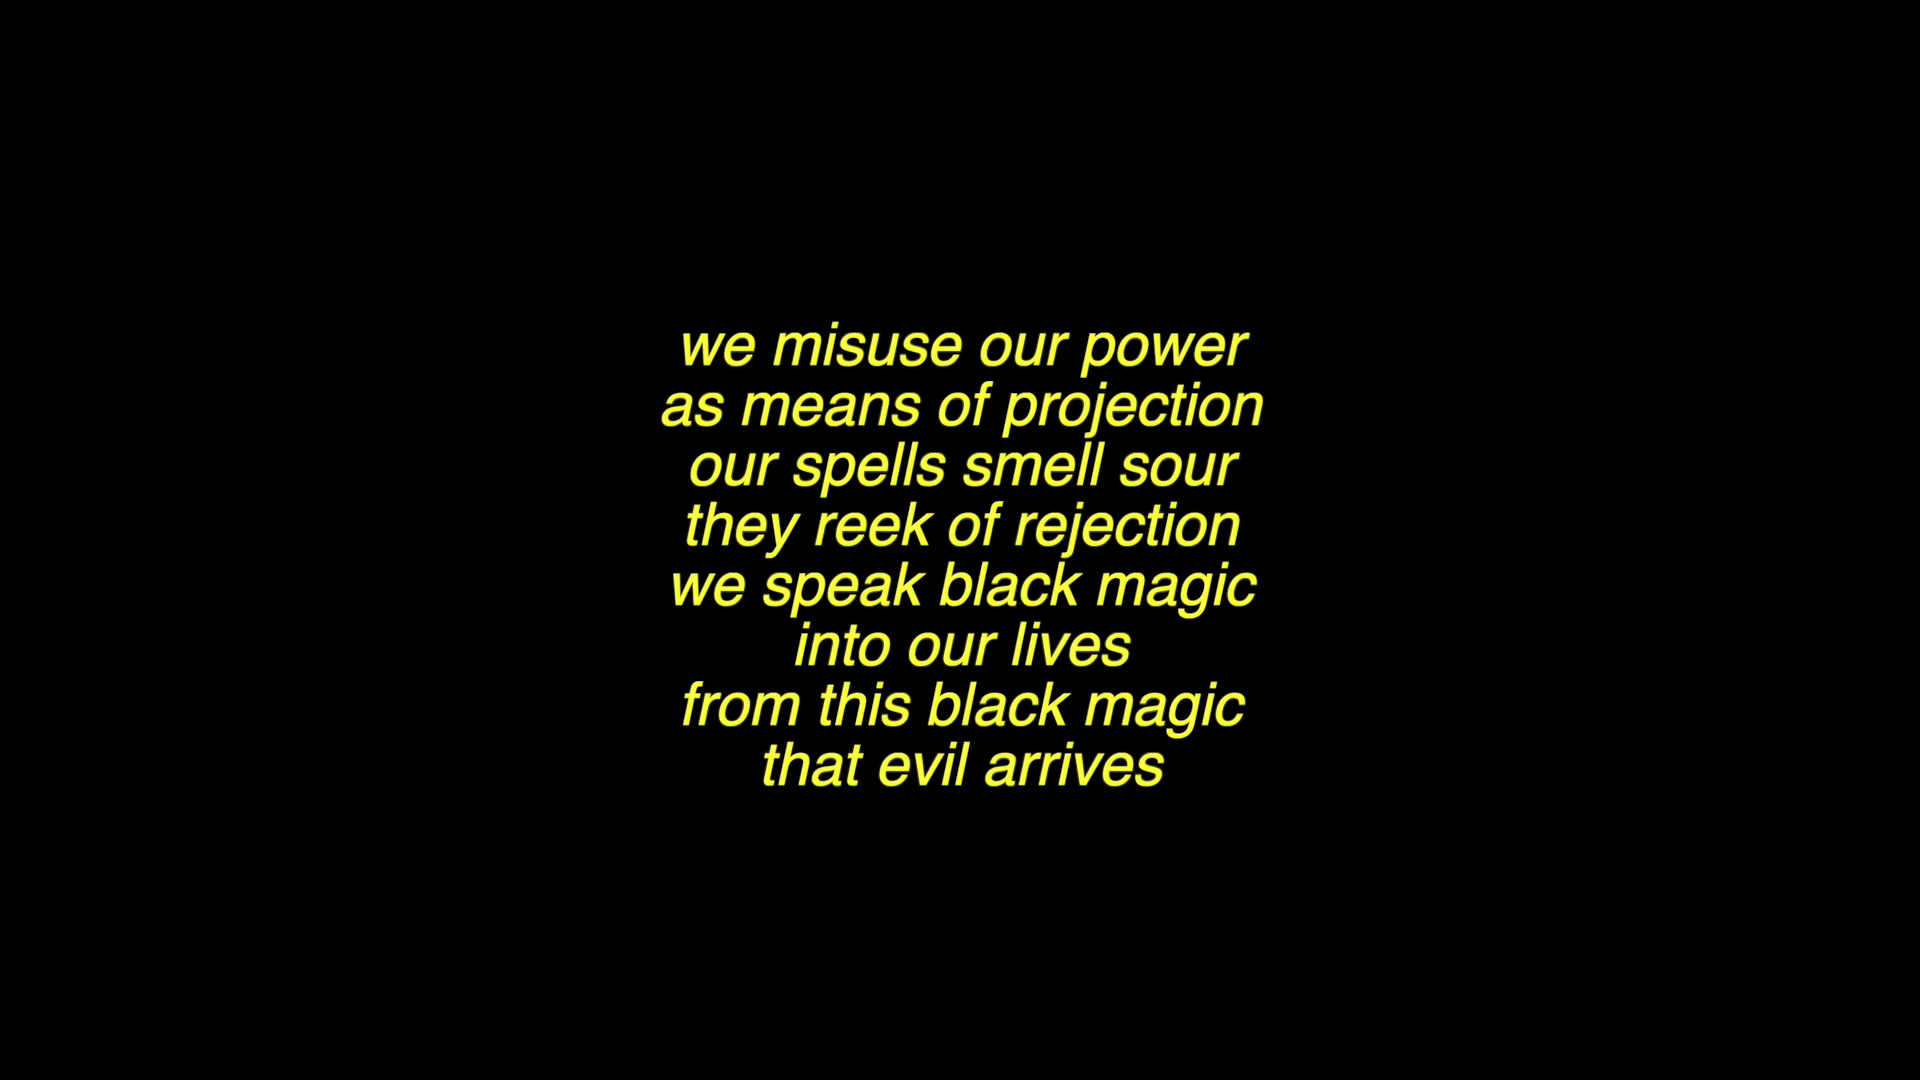 we misuse our power
as means of projection
our spells smell sour
they reek of rejection
we speak black magic
into our lives
from this black magic
that evil arrives